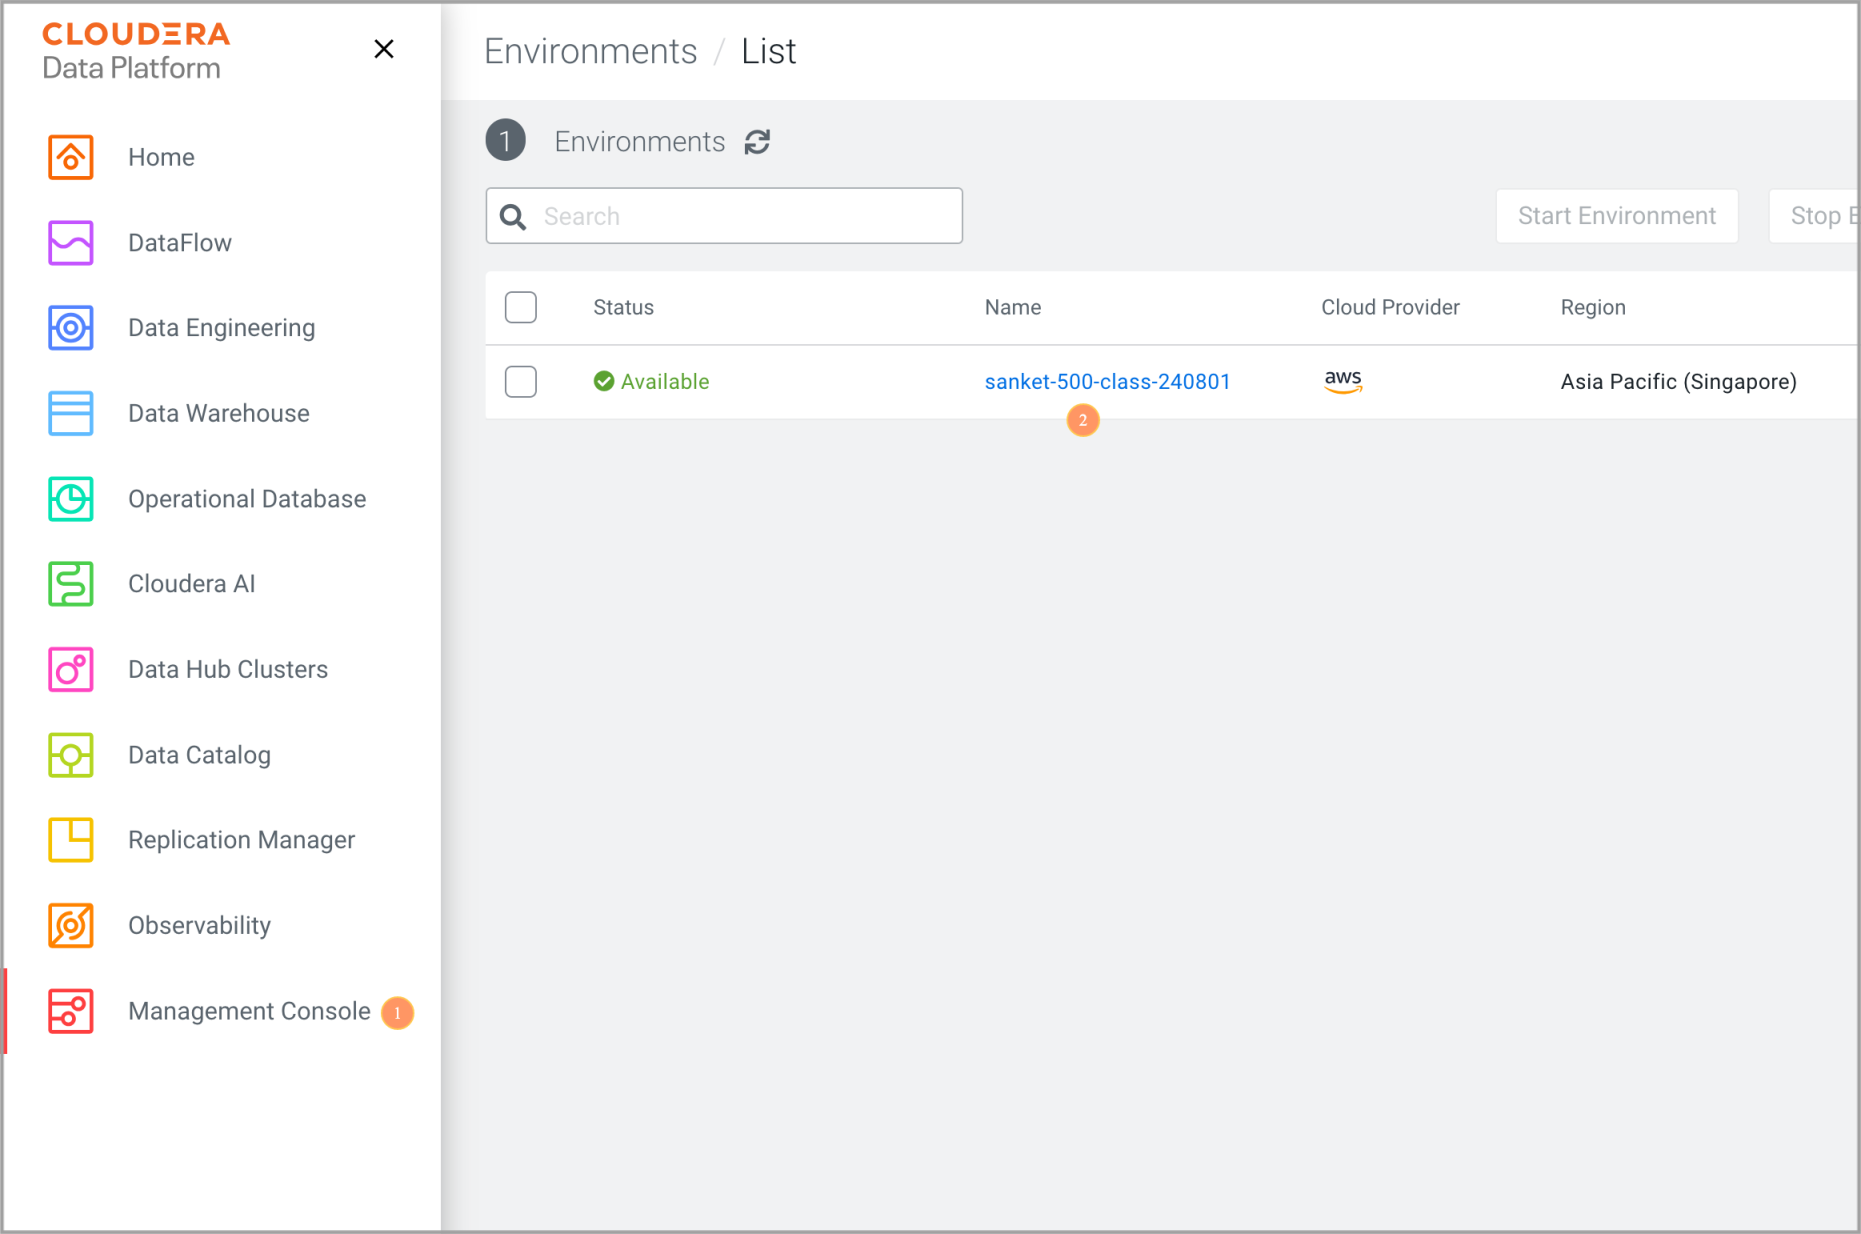 CLOUDERA
Data Platform
Home
DataFlow
Data Engineering
Data Warehouse
Operational Database
Cloudera AI
Data Hub Clusters
Data Catalog
Replication Manager
Observability
Management Console 1
Environments / List
1 Environments
Search
Start Environment
Stop E
Status Name Cloud Provider Region
Available sanket-500-class-240801 aws Asia Pacific (Singapore)
2